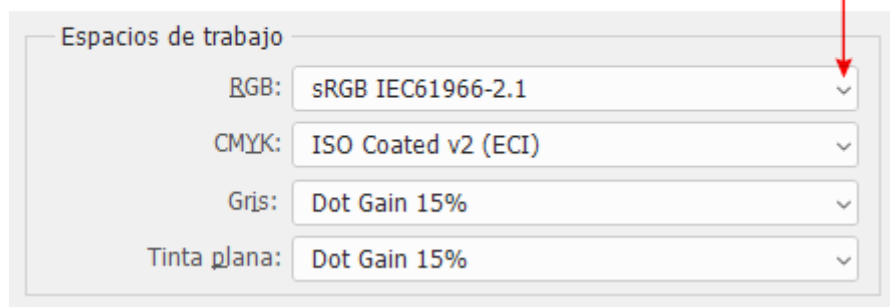 Espacios de trabajo
RGB: sRGB IEC61966-2.1
CMYK: ISO Coated v2 (ECI)
Gris: Dot Gain 15%
Tinta plana: Dot Gain 15%